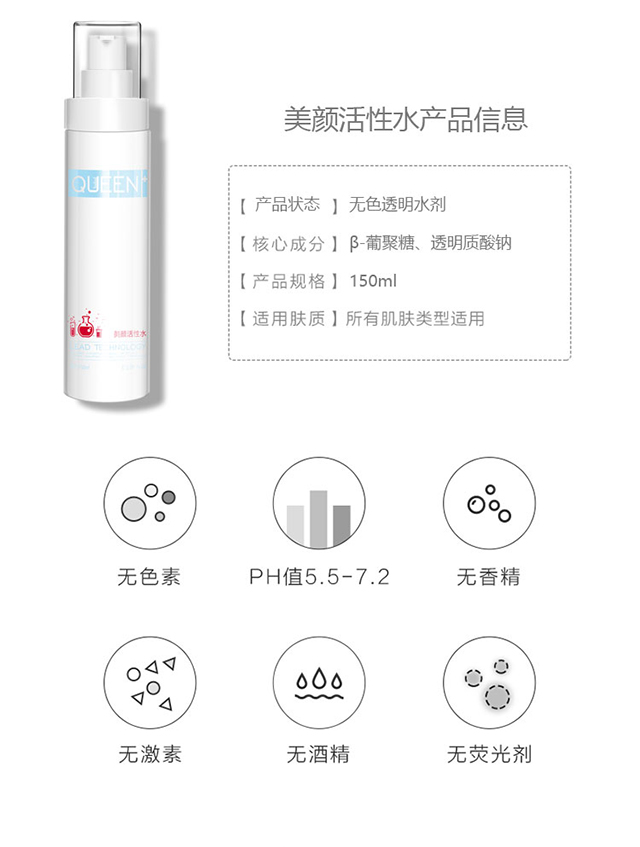 美颜活性水产品信息
QUEEN+
【 产品状态 】 无色透明水剂
【 核心成分 】 β-葡聚糖、透明质酸钠
【 产品规格 】 150ml
【 适用肤质 】 所有肌肤类型适用
美颜活性水
无色素
PH值5.5-7.2
无香精
无激素
无酒精
无荧光剂